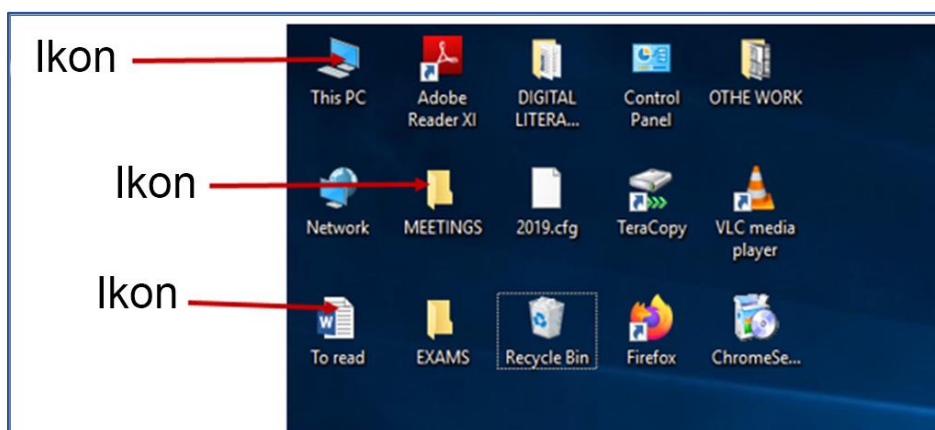 Ikon
This PC
Adobe
Reader XI
DIGITAL
LITERA...
Control
Panel
OTHE WORK
Ikon
Network
MEETINGS
2019.cfg
TeraCopy
VLC media
player
Ikon
To read
EXAMS
Recycle Bin
Firefox
ChromeSe...